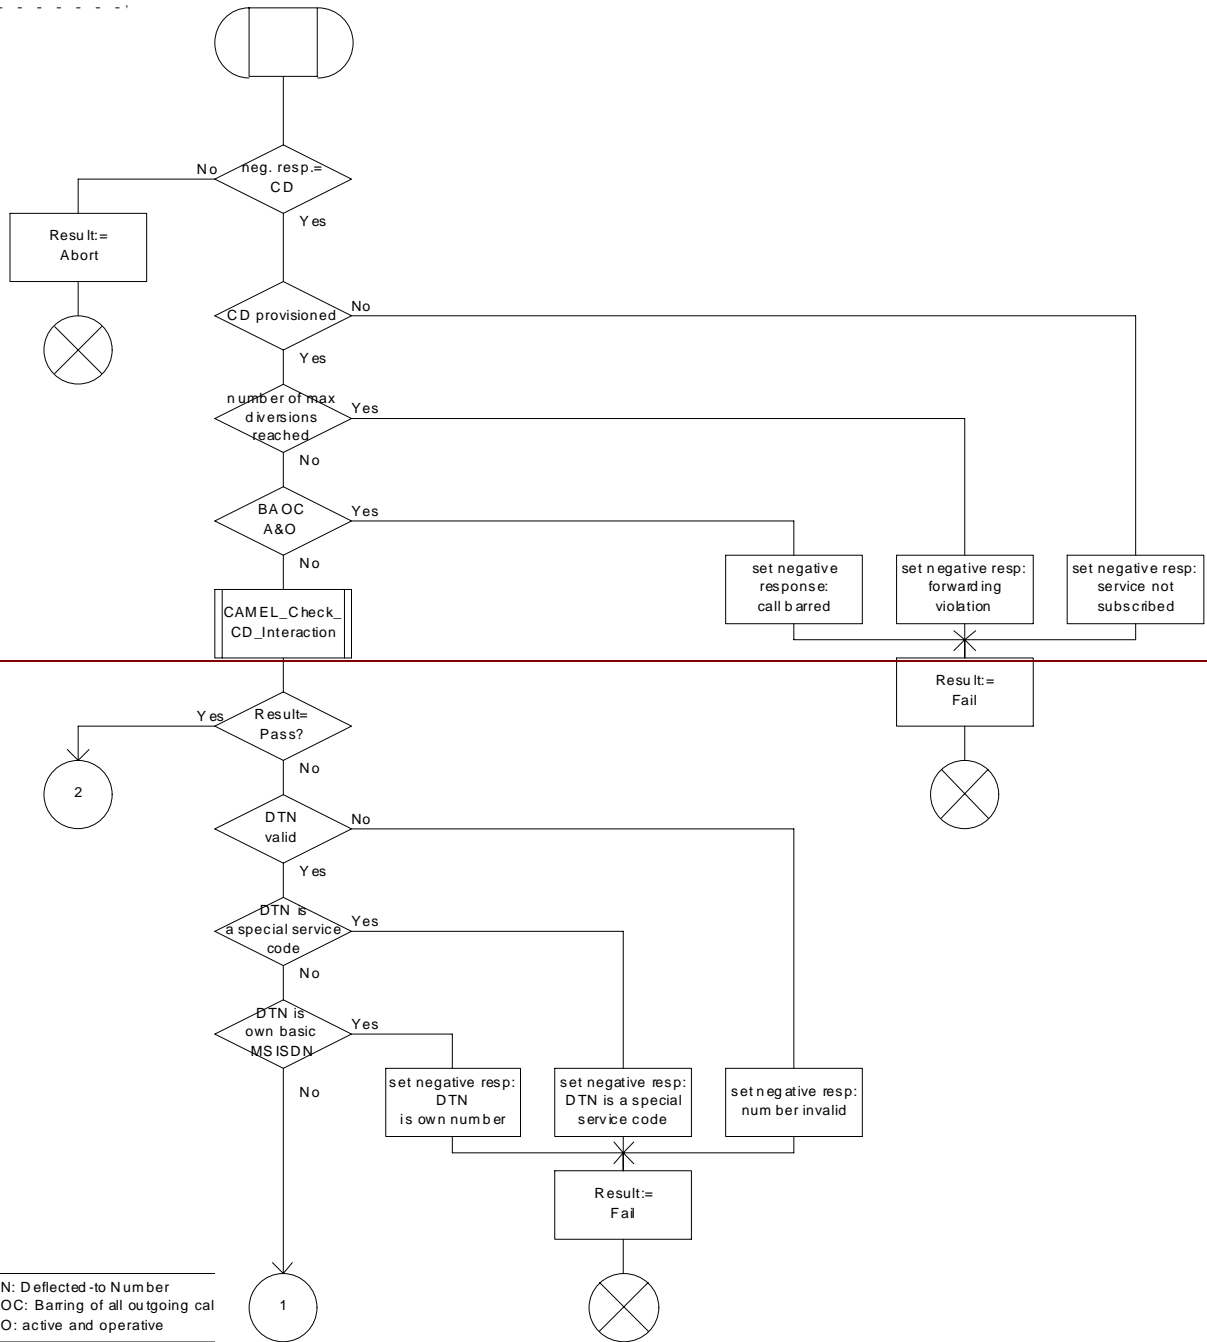 No
neg. resp.=
CD
Yes
Result:=
Abort
CD provisioned
No
Yes
number of max
diversions
reached
Yes
No
BAOC
A&O
Yes
No
set negative
response:
call barred
set negative resp:
forwarding
violation
set negative resp:
service not
subscribed
CAMEL_Check_
CD_Interaction
Result:=
Fail
Yes
Result=
Pass?
No
2
DTN
valid
No
Yes
DTN is
a special service
code
Yes
No
DTN is
own basic
MSISDN
Yes
No
set negative resp:
DTN
is own number
set negative resp:
DTN is a special
service code
set negative resp:
number invalid
Result:=
Fail
N: Deflected-to Number
OC: Barring of all outgoing cal
O: active and operative
1